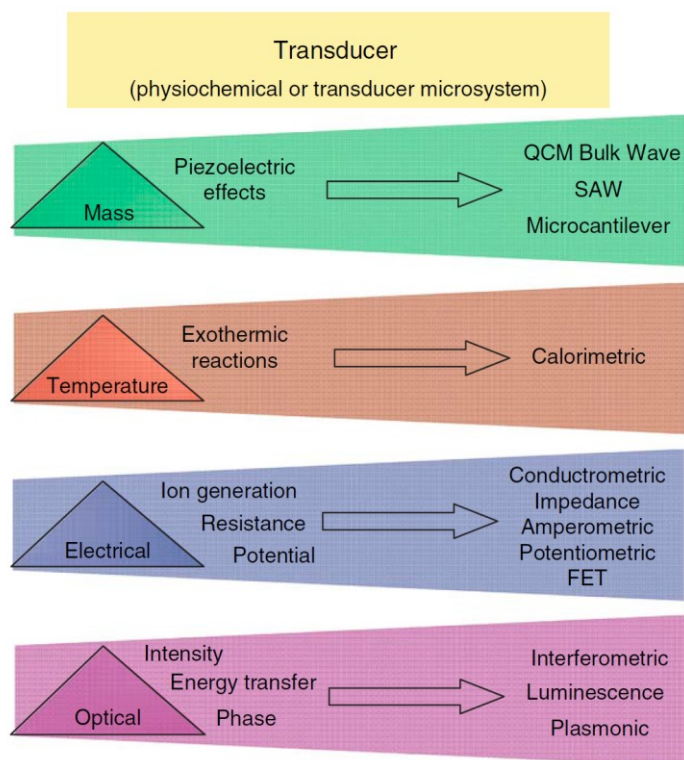 Transducer
(physiochemical or transducer microsystem)
Mass
Piezoelectric
effects
QCM Bulk Wave
SAW
Microcantilever
Temperature
Exothermic
reactions
Calorimetric
Electrical
Ion generation
Resistance
Potential
Conductrometric
Impedance
Amperometric
Potentiometric
FET
Optical
Intensity
Energy transfer
Phase
Interferometric
Luminescence
Plasmonic